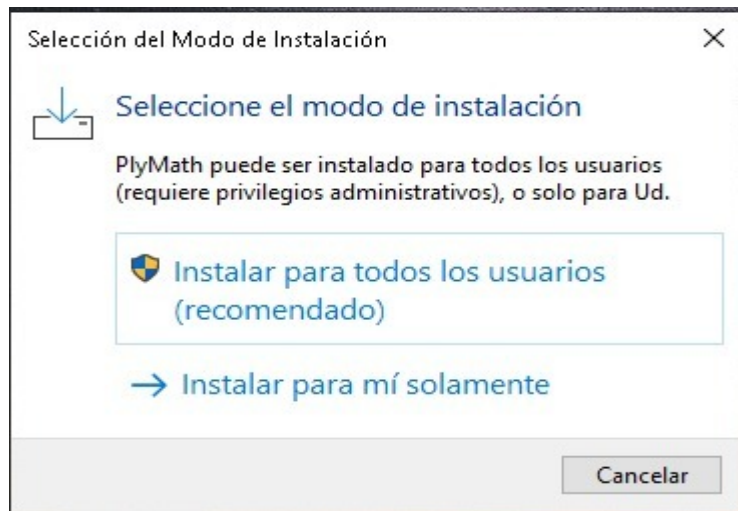 Selección del Modo de Instalación
Seleccione el modo de instalación
PlyMath puede ser instalado para todos los usuarios
(requiere privilegios administrativos), o solo para Ud.
Instalar para todos los usuarios
(recomendado)
Instalar para mí solamente
Cancelar